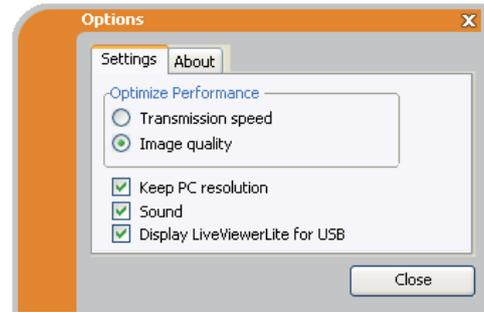 Options
X
Settings About
Optimize Performance
Transmission speed
Image quality
Keep PC resolution
Sound
Display LiveViewerLite for USB
Close